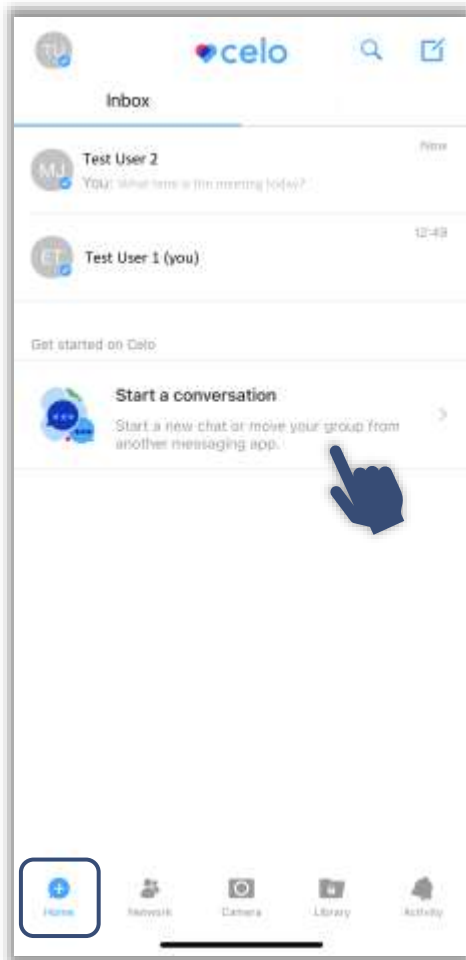 TU
celo
Inbox
Test User 2
Now
MJ
You: What time is the meeting today?
12:49
ET
Test User 1 (you)
Get started on Celo
Start a conversation
Start a new chat or move your group from
another messaging app.
Home
Network
Camera
Library
Activity